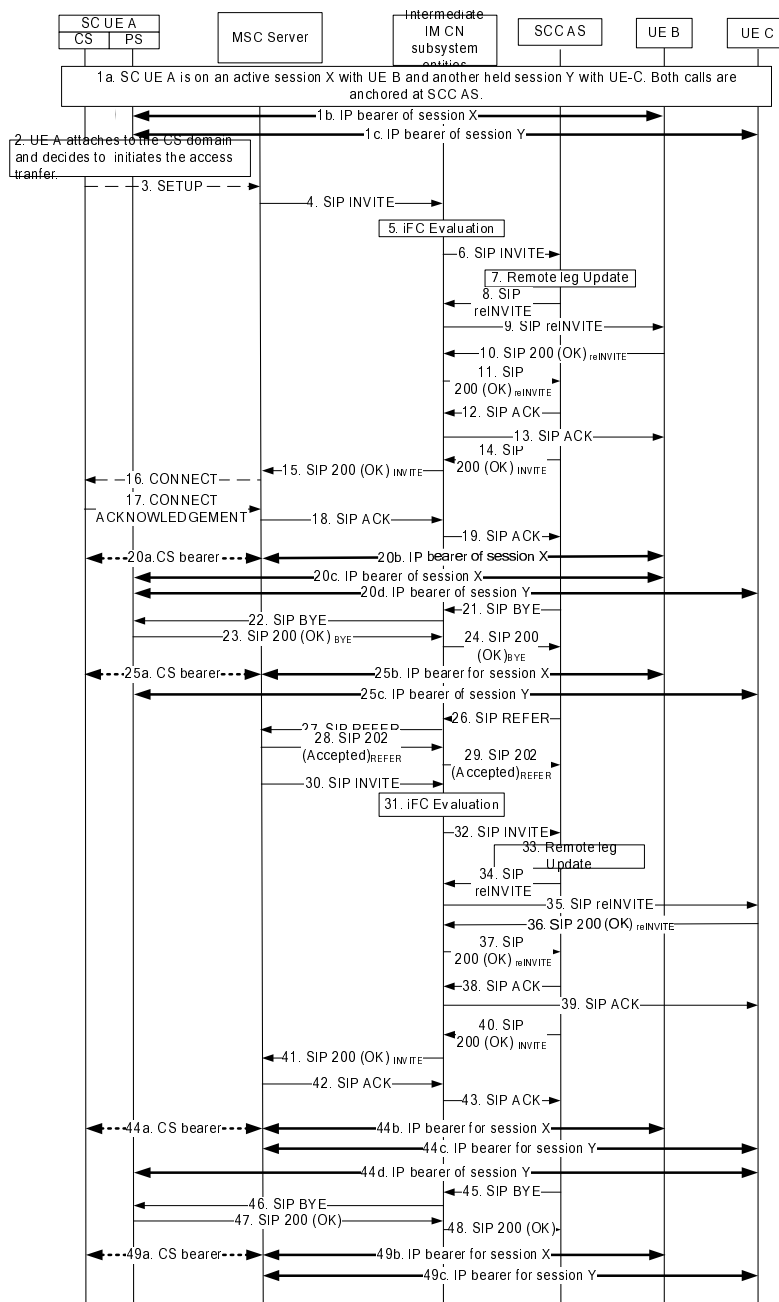 SC UE A
CS
PS
MSC Server
Intermediate
IM CN
subsystem
entities
SCC AS
UE B
UE C
1a. SC UE A is on an active session X with UE B and another held session Y with UE-C. Both calls are
anchored at SCC AS.
1b. IP bearer of session X
1c. IP bearer of session Y
2. UE A attaches to the CS domain
and decides to initiates the access
tranfer.
3. SETUP
4. SIP INVITE
5. iFC Evaluation
6. SIP INVITE
7. Remote leg Update
8. SIP
reINVITE
9. SIP reINVITE
10. SIP 200 (OK) reINVITE
11. SIP
200 (OK) reINVITE
12. SIP ACK
13. SIP ACK
14. SIP
200 (OK) INVITE
15. SIP 200 (OK) INVITE
16. CONNECT
17. CONNECT
ACKNOWLEDGEMENT
18. SIP ACK
19. SIP ACK
20a. CS bearer
20b. IP bearer of session X
20c. IP bearer of session X
20d. IP bearer of session Y
21. SIP BYE
22. SIP BYE
23. SIP 200 (OK) BYE
24. SIP 200
(OK)BYE
25a. CS bearer
25b. IP bearer for session X
25c. IP bearer of session Y
26. SIP REFER
27. SIP REFER
28. SIP 202
(Accepted)REFER
29. SIP 202
(Accepted)REFER
30. SIP INVITE
31. iFC Evaluation
32. SIP INVITE
33. Remote leg
Update
34. SIP
reINVITE
35. SIP reINVITE
36. SIP 200 (OK) reINVITE
37. SIP
200 (OK) reINVITE
38. SIP ACK
39. SIP ACK
40. SIP
200 (OK) INVITE
41. SIP 200 (OK) INVITE
42. SIP ACK
43. SIP ACK
44a. CS bearer
44b. IP bearer for session X
44c. IP bearer for session Y
44d. IP bearer of session Y
45. SIP BYE
46. SIP BYE
47. SIP 200 (OK)
48. SIP 200 (OK)
49a. CS bearer
49b. IP bearer for session X
49c. IP bearer for session Y